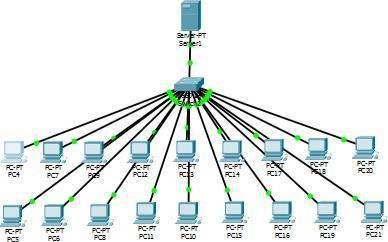 Server-PT
Server1
PC-PT
PC4
PC-PT
PC7
PC-PT
PC-PT
PC12
PC-PT
PC13
PC-PT
PC14
PC-PT
PC17
PC-PT
PC18
PC-PT
PC20
PC-PT
PC5
PC-PT
PC6
PC-PT
PC8
PC-PT
PC11
PC-PT
PC10
PC-PT
PC15
PC-PT
PC16
PC-PT
PC19
PC-PT
PC21